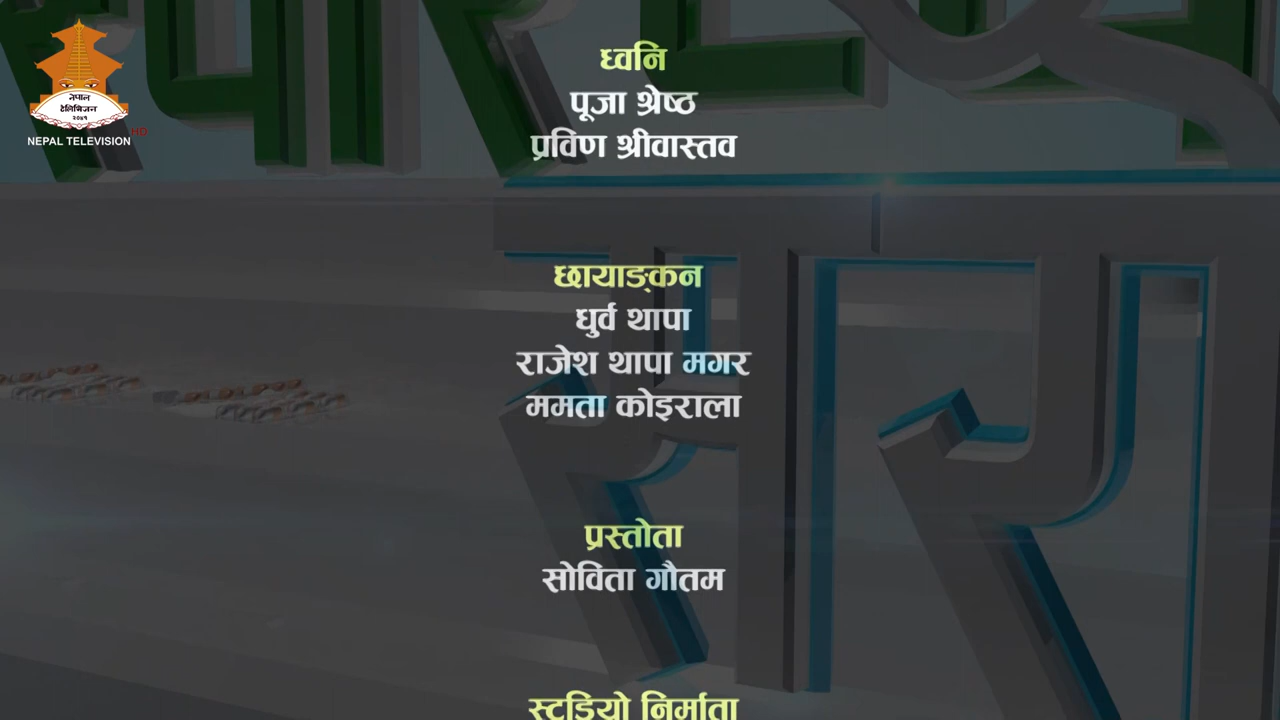 नेपाल
टेलिभिजन
२०४१
NEPAL TELEVISION
HD
ध्वनि
पूजा श्रेष्ठ
प्रविण श्रीवास्तव
छायाङ्कन
धुर्व थापा
राजेश थापा मगर
ममता कोइराला
प्रस्तोता
सोविता गौतम
स्टुडियो निर्माता